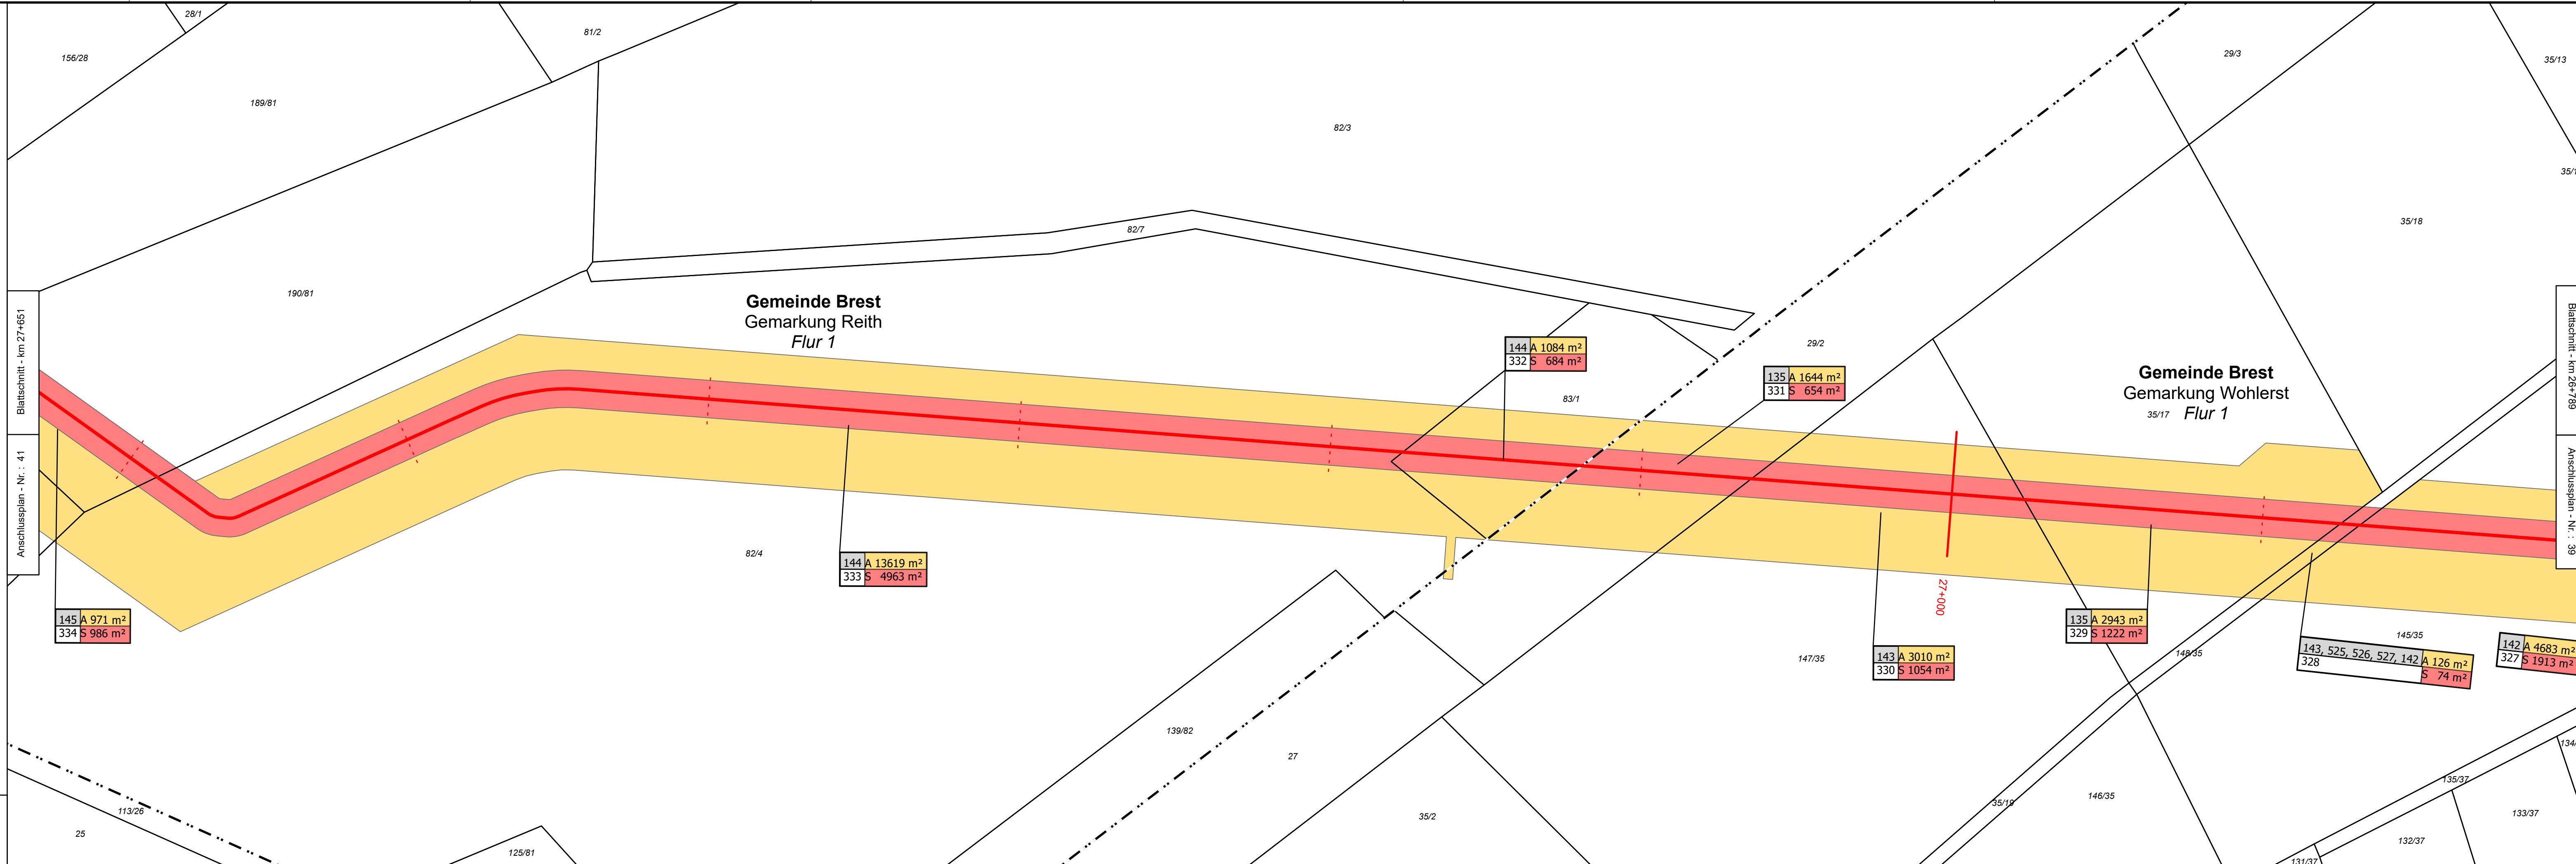 28/1
156/28
81/2
189/81
82/3
29/3
35/13
35/18
82/7
190/81
Blattschnitt - km 27+651
Anschlussplan - Nr. : 41
Gemeinde Brest
Gemarkung Reith
Flur 1
144 A 1084 m²
332 S 684 m²
83/1
29/2
135 A 1644 m²
331 S 654 m²
Gemeinde Brest
Gemarkung Wohlerst
35/17 Flur 1
Blattschnitt - km 26+789
Anschlussplan - Nr. : 39
82/4
144 A 13619 m²
333 S 4963 m²
145 A 971 m²
334 S 986 m²
27+000
135 A 2943 m²
329 S 1222 m²
147/35
143 A 3010 m²
330 S 1054 m²
148/35
145/35
143, 525, 526, 527, 142 A 126 m²
328 S 74 m²
142 A 4683 m²
327 S 1913 m²
139/82
27
35/2
35/19
146/35
135/37
133/37
132/37
131/37
113/26
25
125/81